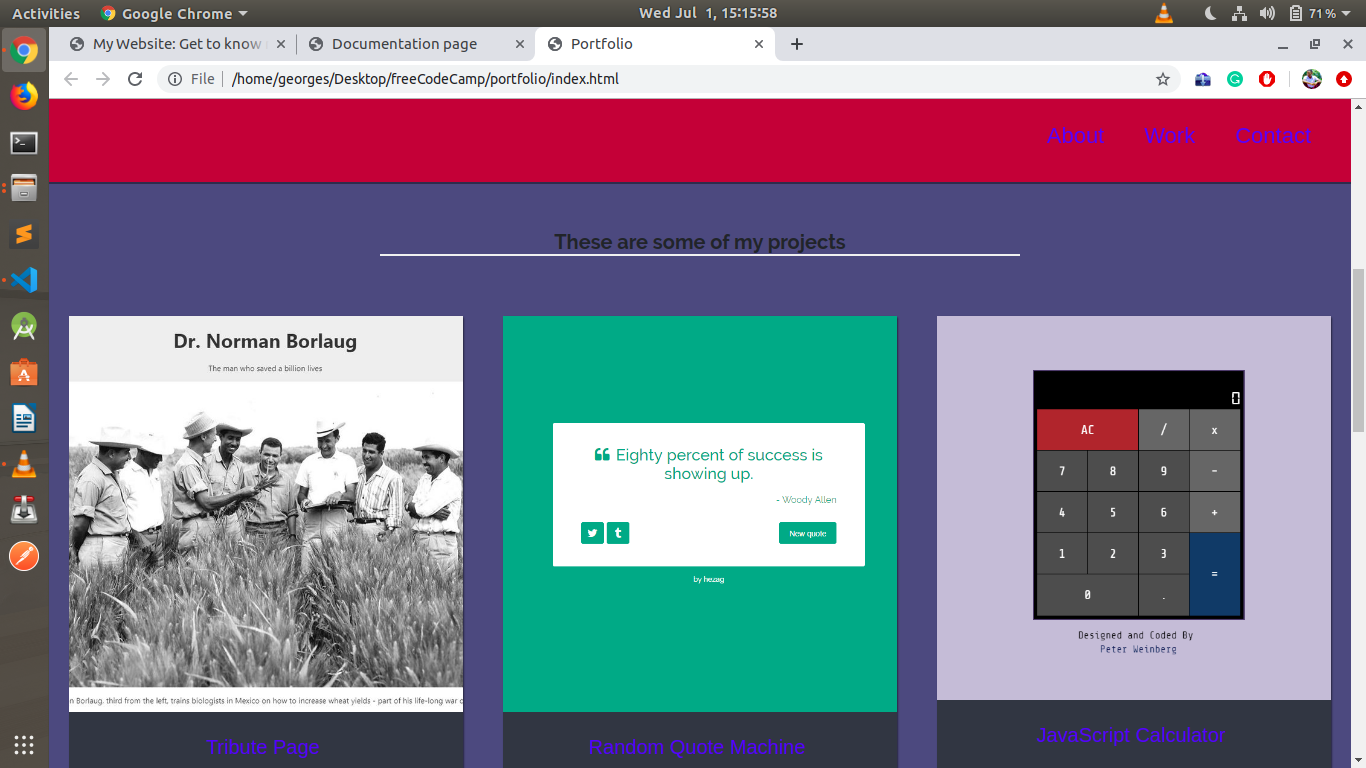 Activities Google Chrome Wed Jul 1, 15:15:58 71%
My Website: Get to know Documentation page Portfolio
File /home/georges/Desktop/freeCodeCamp/portfolio/index.html
About Work Contact
These are some of my projects
Dr. Norman Borlaug
The man who saved a billion lives
n Borlaug, third from the left, trains biologists in Mexico on how to increase wheat yields - part of his life-long war
Tribute Page
Eighty percent of success is
showing up.
- Woody Allen
New quote
by hezag
Random Quote Machine
0
AC / x
7 8 9 -
4 5 6 +
1 2 3 =
0 .
Designed and Coded By
Peter Weinberg
JavaScript Calculator